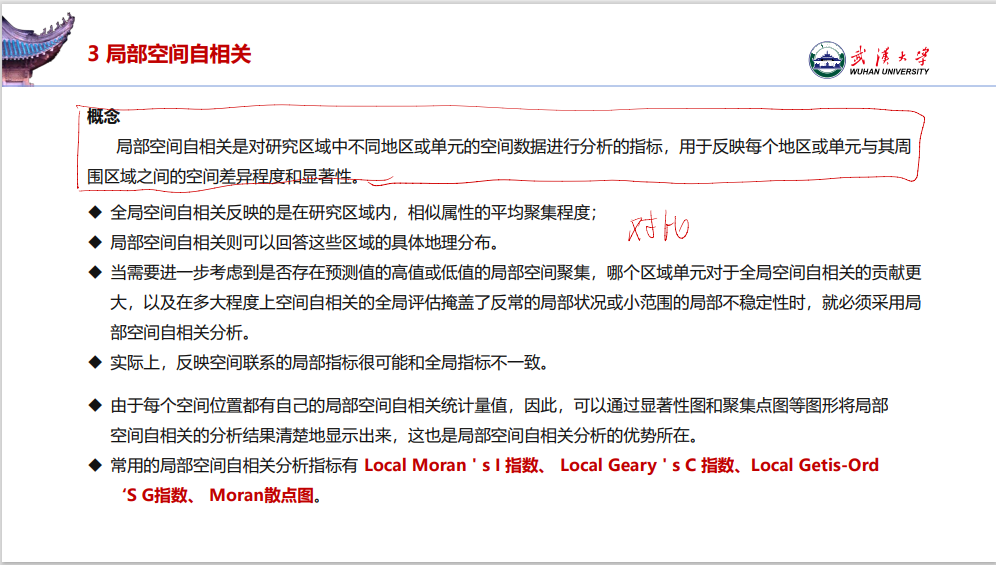 3 局部空间自相关
武汉大学
WUHAN UNIVERSITY
概念
局部空间自相关是对研究区域中不同地区或单元的空间数据进行分析的指标，用于反映每个地区或单元与其周
围区域之间的空间差异程度和显著性。
◆ 全局空间自相关反映的是在研究区域内，相似属性的平均聚集程度；
对比
◆ 局部空间自相关则可以回答这些区域的具体地理分布。
◆ 当需要进一步考虑到是否存在预测值的高值或低值的局部空间聚集，哪个区域单元对于全局空间自相关的贡献更
大，以及在多大程度上空间自相关的全局评估掩盖了反常的局部状况或小范围的局部不稳定性时，就必须采用局
部空间自相关分析。
◆ 实际上，反映空间联系的局部指标很可能和全局指标不一致。
◆ 由于每个空间位置都有自己的局部空间自相关统计量值，因此，可以通过显著性图和聚集点图等图形将局部
空间自相关的分析结果清楚地显示出来，这也是局部空间自相关分析的优势所在。
◆ 常用的局部空间自相关分析指标有 Local Moran＇s I 指数、 Local Geary＇s C 指数、Local Getis-Ord
‘S G指数、 Moran散点图。